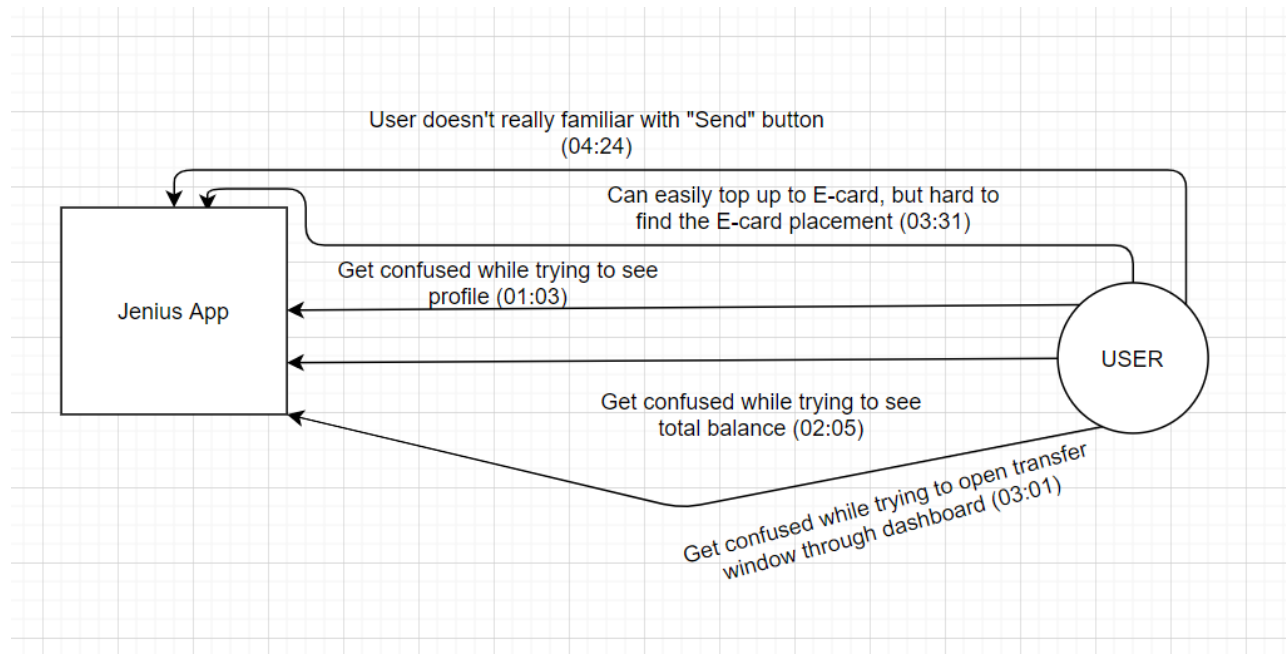 User doesn't really familiar with "Send" button
(04:24)
Can easily top up to E-card, but hard to
find the E-card placement (03:31)
Get confused while trying to see
profile (01:03)
Jenius App
USER
Get confused while trying to see
total balance (02:05)
Get confused while trying to open transfer
window through dashboard (03:01)